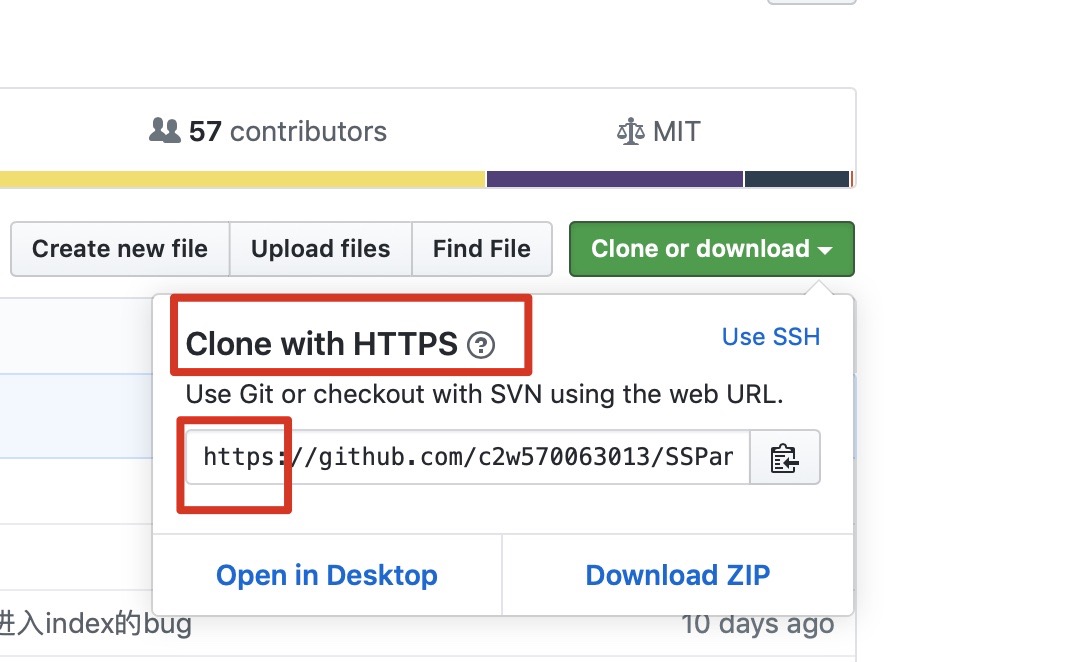 57 contributors
MIT
Create new file
Upload files
Find File
Clone or download
Clone with HTTPS
Use SSH
Use Git or checkout with SVN using the web URL.
https://github.com/c2w570063013/SSPar
Open in Desktop
Download ZIP
进入index的bug
10 days ago